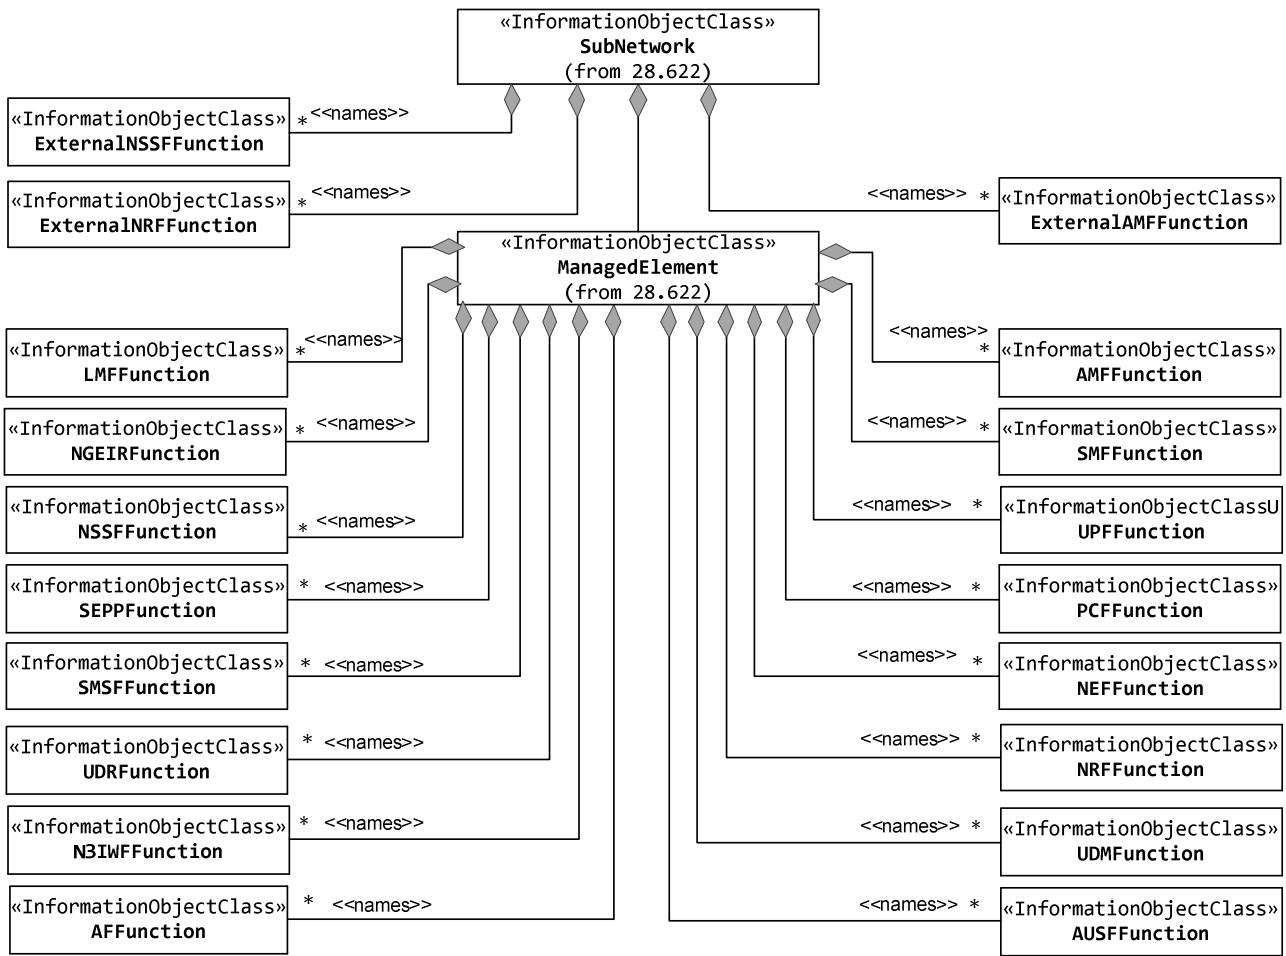 «InformationObjectClass»
SubNetwork
(from 28.622)
«InformationObjectClass»
ExternalNSSFFunction
* <<names>>
«InformationObjectClass»
ExternalNRFFunction
* <<names>>
<<names>> *
«InformationObjectClass»
ExternalAMFFunction
«InformationObjectClass»
ManagedElement
(from 28.622)
«InformationObjectClass»
LMFFunction
* <<names>>
<<names>>
*
«InformationObjectClass»
AMFFunction
«InformationObjectClass»
NGEIRFunction
* <<names>>
<<names>> *
«InformationObjectClass»
SMFFunction
«InformationObjectClass»
NSSFFunction
* <<names>>
<<names>> *
«InformationObjectClassU
UPFFunction
«InformationObjectClass»
SEPPFunction
* <<names>>
<<names>> *
«InformationObjectClass»
PCFFunction
«InformationObjectClass»
SMSFFunction
* <<names>>
<<names>> *
«InformationObjectClass»
NEFFunction
«InformationObjectClass»
UDRFunction
* <<names>>
<<names>> *
«InformationObjectClass»
NRFFunction
«InformationObjectClass»
N3IWFFunction
* <<names>>
<<names>> *
«InformationObjectClass»
UDMFunction
«InformationObjectClass»
AFFunction
* <<names>>
<<names>> *
«InformationObjectClass»
AUSFFunction